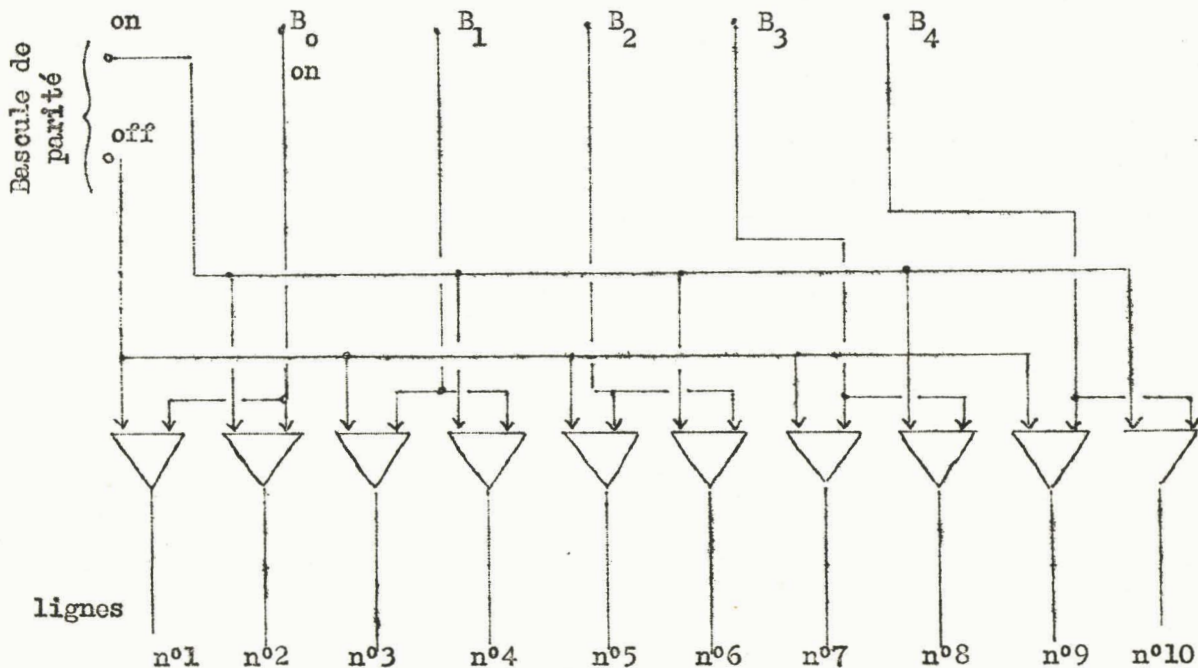 on B₀ B₁ B₂ B₃ B₄
on
Bascule de
parité
off
lignes
n°1 n°2 n°3 n°4 n°5 n°6 n°7 n°8 n°9 n°10